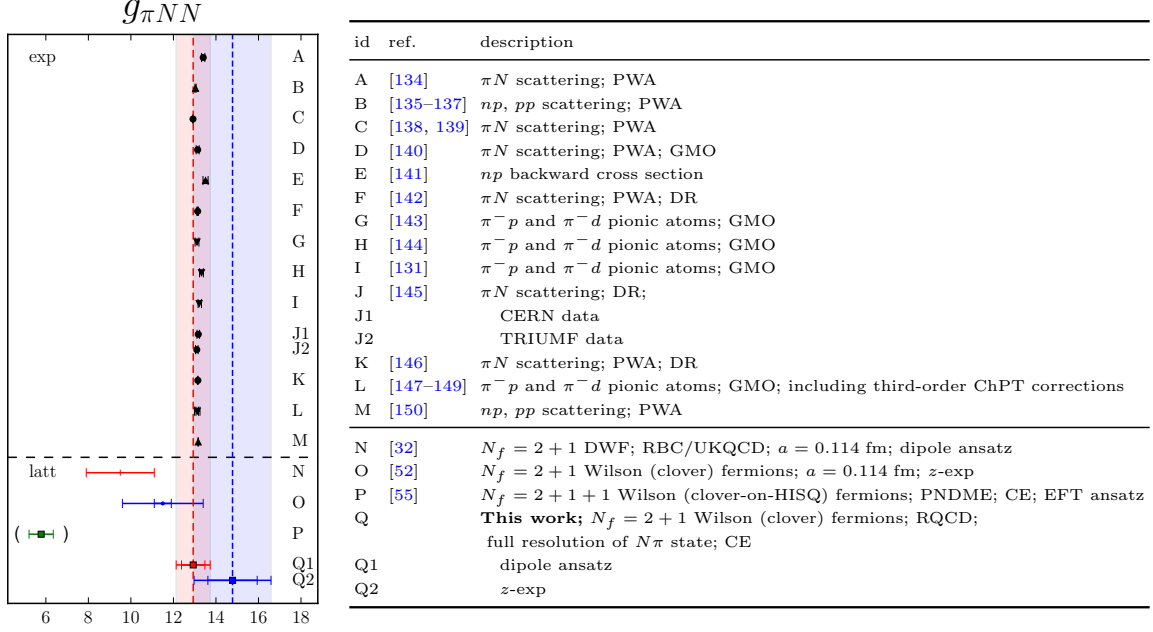 g_{πNN}
exp
A
B
C
D
E
F
G
H
I
J1
J2
K
L
M
latt
N
O
( ) P
Q1
Q2
6 8 10 12 14 16 18
id ref. description
A [134] πN scattering; PWA
B [135–137] np, pp scattering; PWA
C [138, 139] πN scattering; PWA
D [140] πN scattering; PWA; GMO
E [141] np backward cross section
F [142] πN scattering; PWA; DR
G [143] π⁻p and π⁻d pionic atoms; GMO
H [144] π⁻p and π⁻d pionic atoms; GMO
I [131] π⁻p and π⁻d pionic atoms; GMO
J [145] πN scattering; DR;
J1 CERN data
J2 TRIUMF data
K [146] πN scattering; PWA; DR
L [147–149] π⁻p and π⁻d pionic atoms; GMO; including third-order ChPT corrections
M [150] np, pp scattering; PWA
N [32] N_f = 2 + 1 DWF; RBC/UKQCD; a = 0.114 fm; dipole ansatz
O [52] N_f = 2 + 1 Wilson (clover) fermions; a = 0.114 fm; z-exp
P [55] N_f = 2 + 1 + 1 Wilson (clover-on-HISQ) fermions; PNDME; CE; EFT ansatz
Q This work; N_f = 2 + 1 Wilson (clover) fermions; RQCD;
full resolution of Nπ state; CE
Q1 dipole ansatz
Q2 z-exp